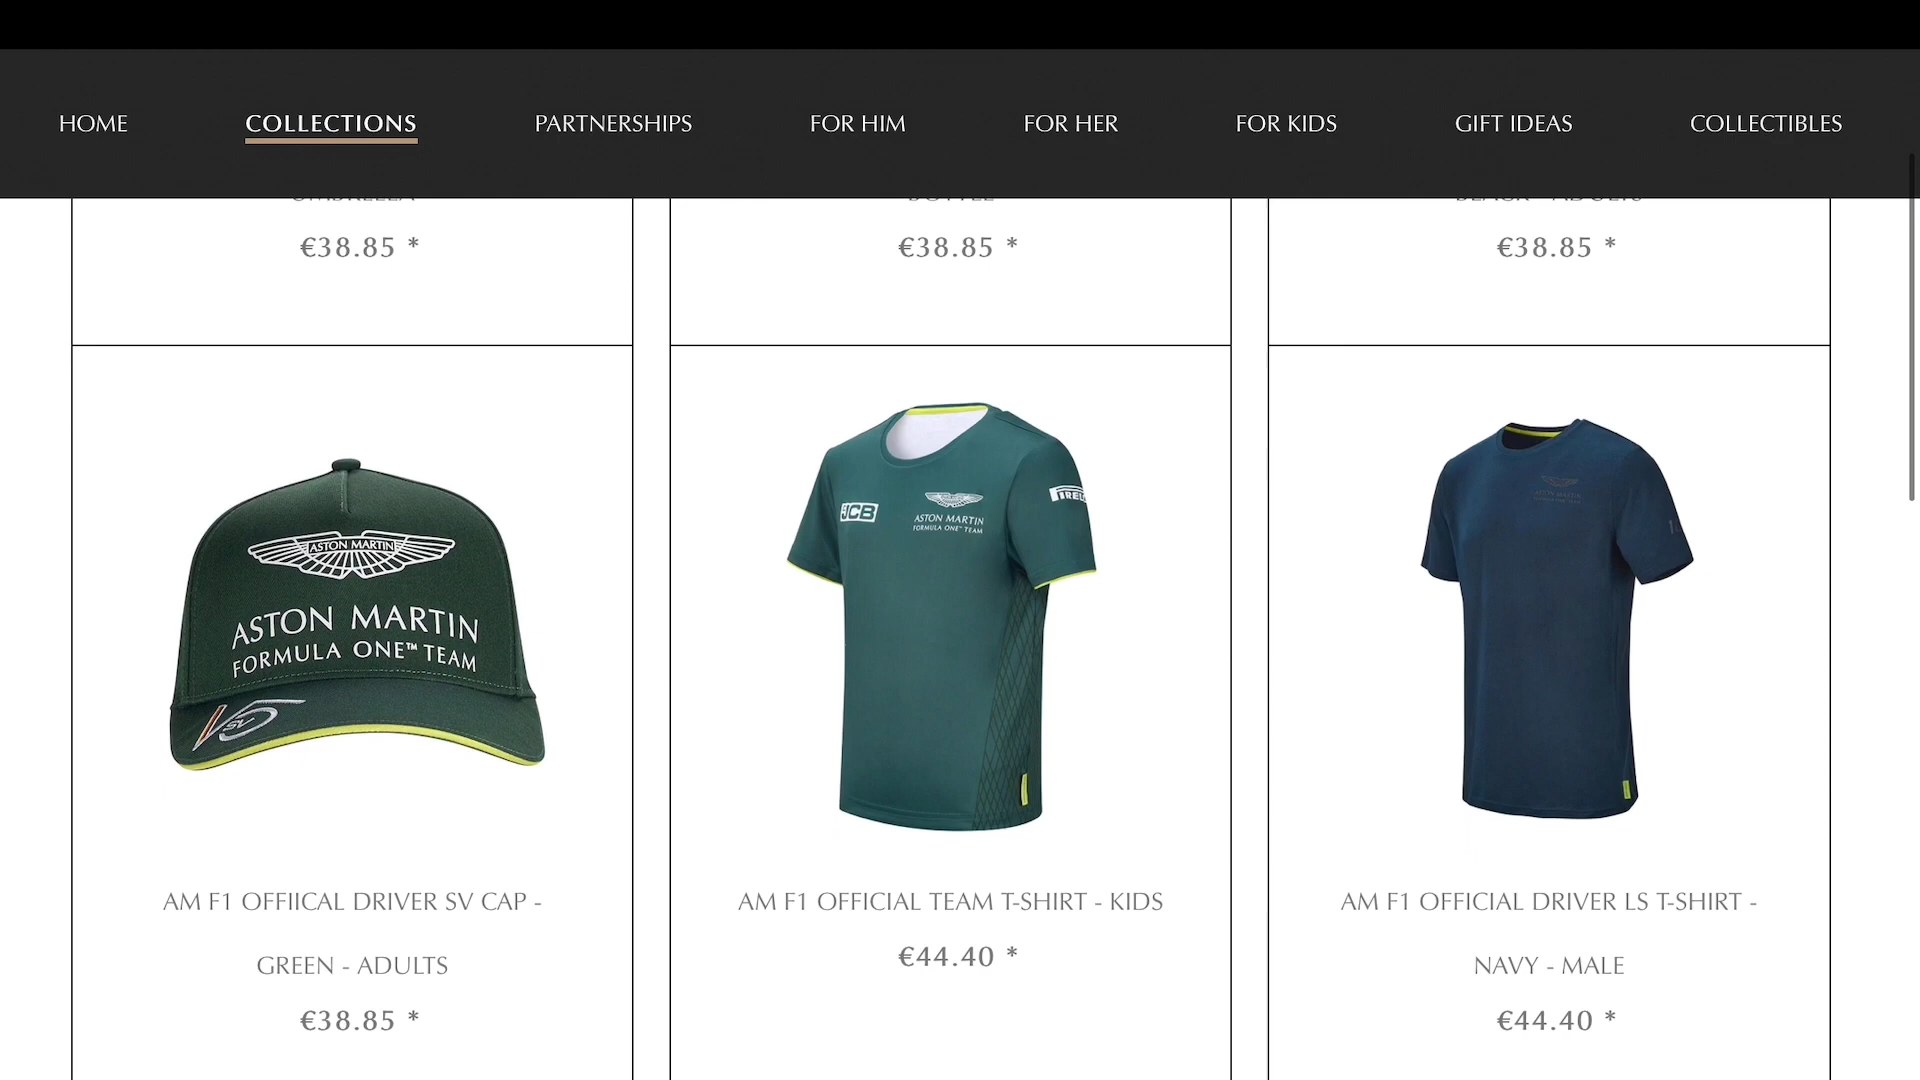 HOME COLLECTIONS PARTNERSHIPS FOR HIM FOR HER FOR KIDS GIFT IDEAS COLLECTIBLES
€38.85 *
€38.85 *
€38.85 *
ASTON MARTIN
ASTON MARTIN
FORMULA ONE™ TEAM
SV
AM F1 OFFIICAL DRIVER SV CAP -
GREEN - ADULTS
€38.85 *
JCB
ASTON MARTIN
FORMULA ONE™ TEAM
AM F1 OFFICIAL TEAM T-SHIRT - KIDS
€44.40 *
AM F1 OFFICIAL DRIVER LS T-SHIRT -
NAVY - MALE
€44.40 *